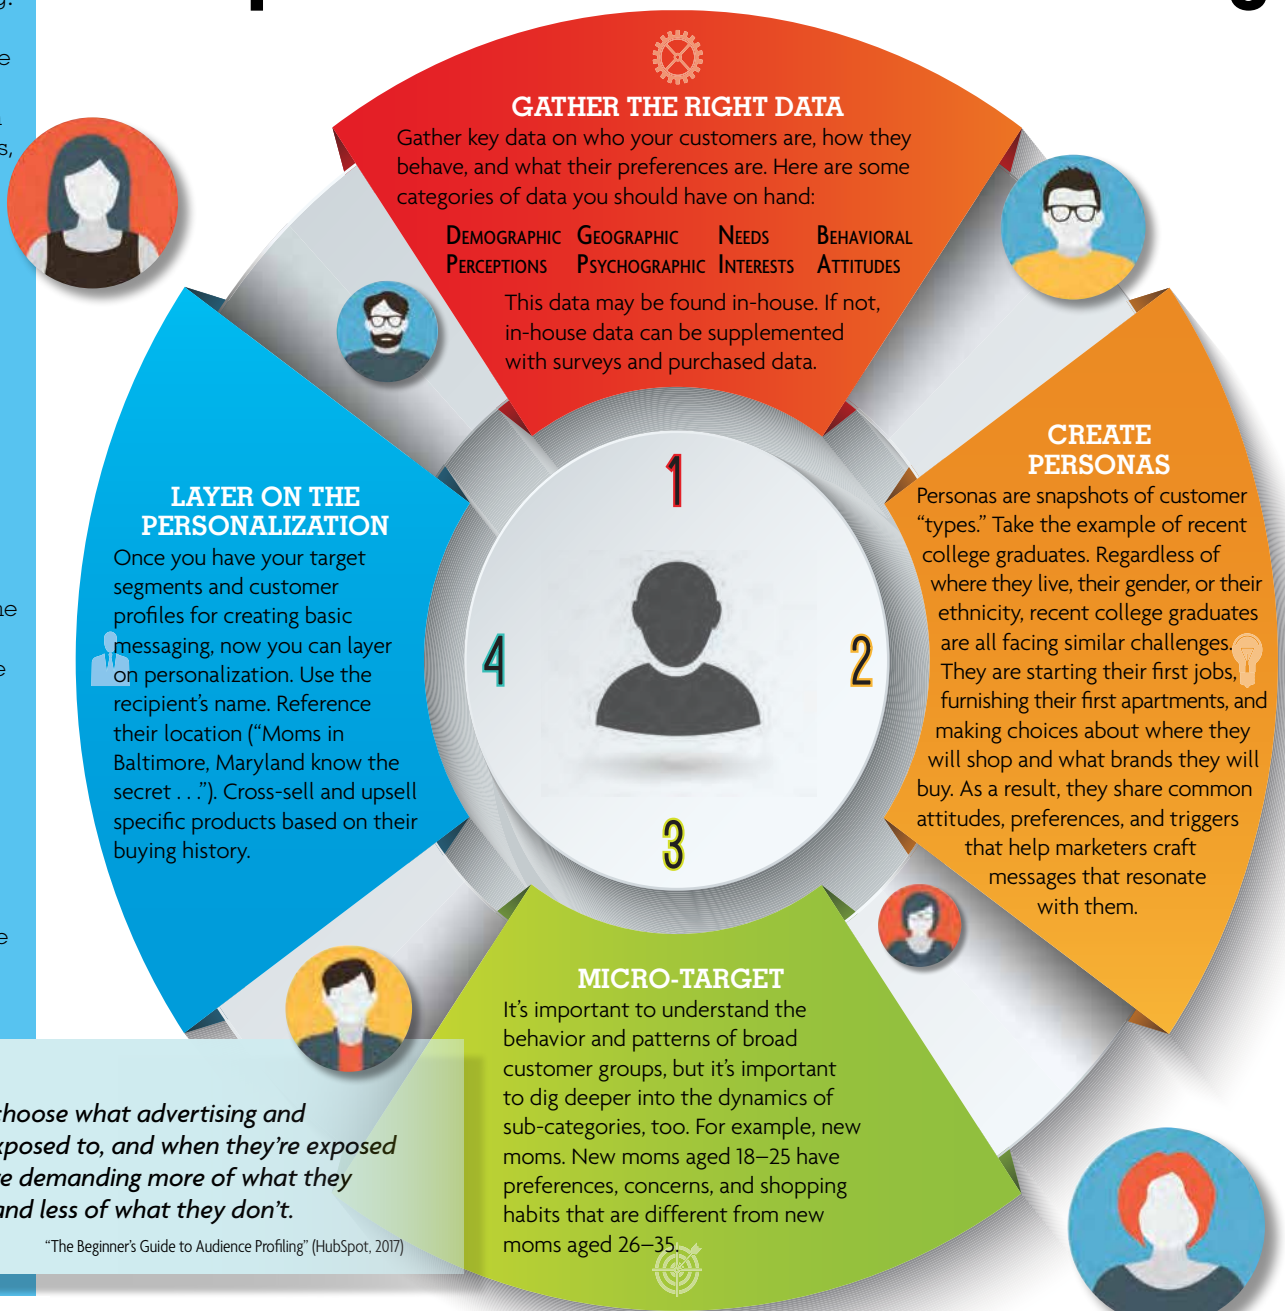 GATHER THE RIGHT DATA
Gather key data on who your customers are, how they
behave, and what their preferences are. Here are some
categories of data you should have on hand:
DEMOGRAPHIC GEOGRAPHIC NEEDS BEHAVIORAL
PERCEPTIONS PSYCHOGRAPHIC INTERESTS ATTITUDES
This data may be found in-house. If not,
in-house data can be supplemented
with surveys and purchased data.
1
CREATE
PERSONAS
Personas are snapshots of customer
“types.” Take the example of recent
college graduates. Regardless of
where they live, their gender, or their
ethnicity, recent college graduates
are all facing similar challenges.
They are starting their first jobs,
furnishing their first apartments, and
making choices about where they
will shop and what brands they will
buy. As a result, they share common
attitudes, preferences, and triggers
that help marketers craft
messages that resonate
with them.
2
MICRO-TARGET
It’s important to understand the
behavior and patterns of broad
customer groups, but it’s important
to dig deeper into the dynamics of
sub-categories, too. For example, new
moms. New moms aged 18–25 have
preferences, concerns, and shopping
habits that are different from new
moms aged 26–35.
3
LAYER ON THE
PERSONALIZATION
Once you have your target
segments and customer
profiles for creating basic
messaging, now you can layer
on personalization. Use the
recipient’s name. Reference
their location (“Moms in
Baltimore, Maryland know the
secret . . .”). Cross-sell and upsell
specific products based on their
buying history.
4
choose what advertising and
xposed to, and when they’re exposed
e demanding more of what they
and less of what they don’t.
“The Beginner’s Guide to Audience Profiling” (HubSpot, 2017)